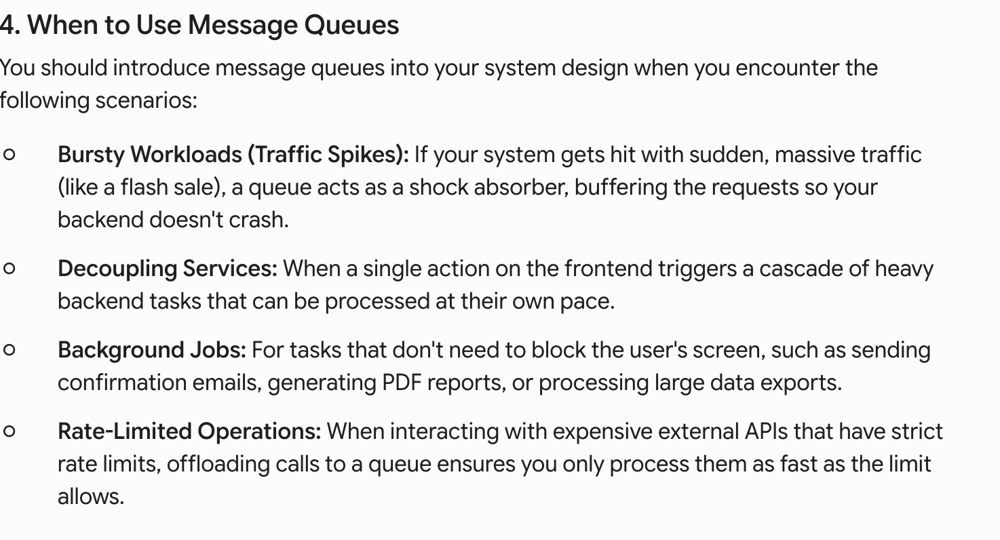 4. When to Use Message Queues
You should introduce message queues into your system design when you encounter the
following scenarios:
Bursty Workloads (Traffic Spikes): If your system gets hit with sudden, massive traffic
(like a flash sale), a queue acts as a shock absorber, buffering the requests so your
backend doesn't crash.
Decoupling Services: When a single action on the frontend triggers a cascade of heavy
backend tasks that can be processed at their own pace.
Background Jobs: For tasks that don't need to block the user's screen, such as sending
confirmation emails, generating PDF reports, or processing large data exports.
Rate-Limited Operations: When interacting with expensive external APIs that have strict
rate limits, offloading calls to a queue ensures you only process them as fast as the limit
allows.